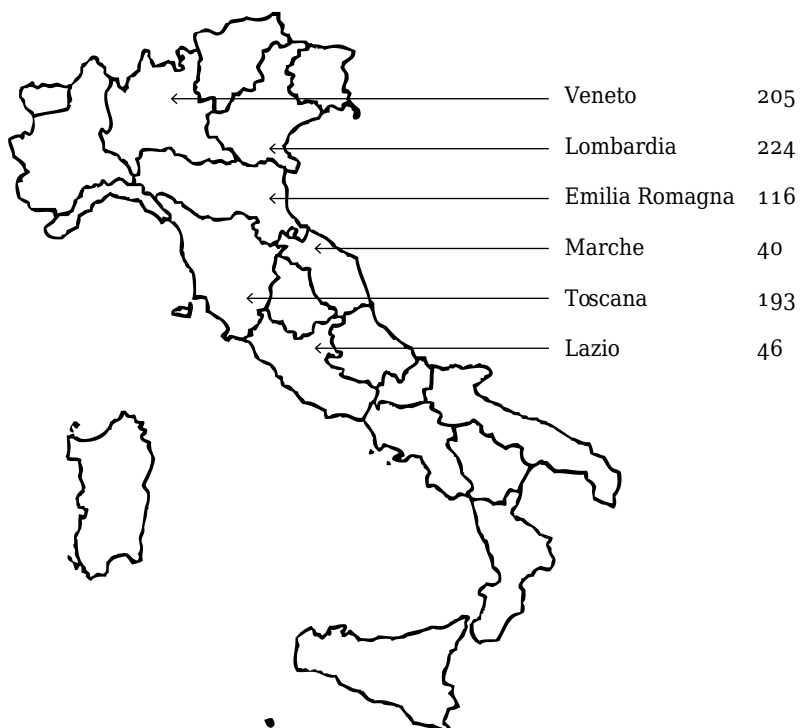 Veneto 205
Lombardia 224
Emilia Romagna 116
Marche 40
Toscana 193
Lazio 46